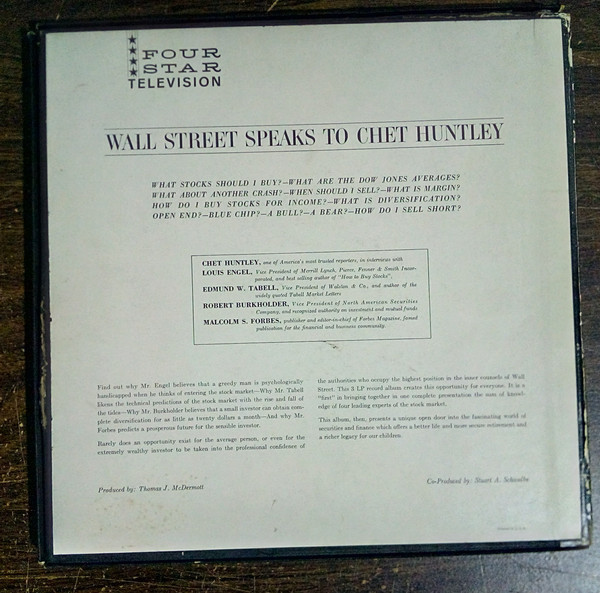 FOUR
STAR
TELEVISION
WALL STREET SPEAKS TO CHET HUNTLEY
WHAT STOCKS SHOULD I BUY?—WHAT ARE THE DOW JONES AVERAGES?
WHAT ABOUT ANOTHER CRASH?—WHEN SHOULD I SELL?—WHAT IS MARGIN?
HOW DO I BUY STOCKS FOR INCOME?—WHAT IS DIVERSIFICATION?
OPEN END?—BLUE CHIP?—A BULL?—A BEAR?—HOW DO I SELL SHORT?
CHET HUNTLEY, one of America's most trusted reporters, in interviews with
LOUIS ENGEL, Vice President of Merrill Lynch, Pierce, Fenner & Smith Incor-
porated, and best selling author of "How to Buy Stocks".
EDMUND W. TABELL, Vice President of Walston & Co., and author of the
widely quoted Tabell Market Letters
ROBERT BURKHOLDER, Vice President of North American Securities
Company, and recognized authority on investment and mutual funds
MALCOLM S. FORBES, publisher and editor-in-chief of Forbes Magazine, famed
publication for the financial and business community.
Find out why Mr. Engel believes that a greedy man is psychologically
handicapped when he thinks of entering the stock market—Why Mr. Tabell
likens the technical predictions of the stock market with the rise and fall of
the tides—Why Mr. Burkholder believes that a small investor can obtain com-
plete diversification for as little as twenty dollars a month—And why Mr.
Forbes predicts a prosperous future for the sensible investor.
Rarely does an opportunity exist for the average person, or even for the
extremely wealthy investor to be taken into the professional confidence of
the authorities who occupy the highest position in the inner counsels of Wall
Street. This 3 LP record album creates this opportunity for everyone. It is a
"first" in bringing together in one complete presentation the sum of knowl-
edge of four leading experts of the stock market.
This album, then, presents a unique open door into the fascinating world of
securities and finance which offers a better life and more secure retirement and
a richer legacy for our children.
Produced by: Thomas J. McDermott
Co-Produced by: Stuart A.